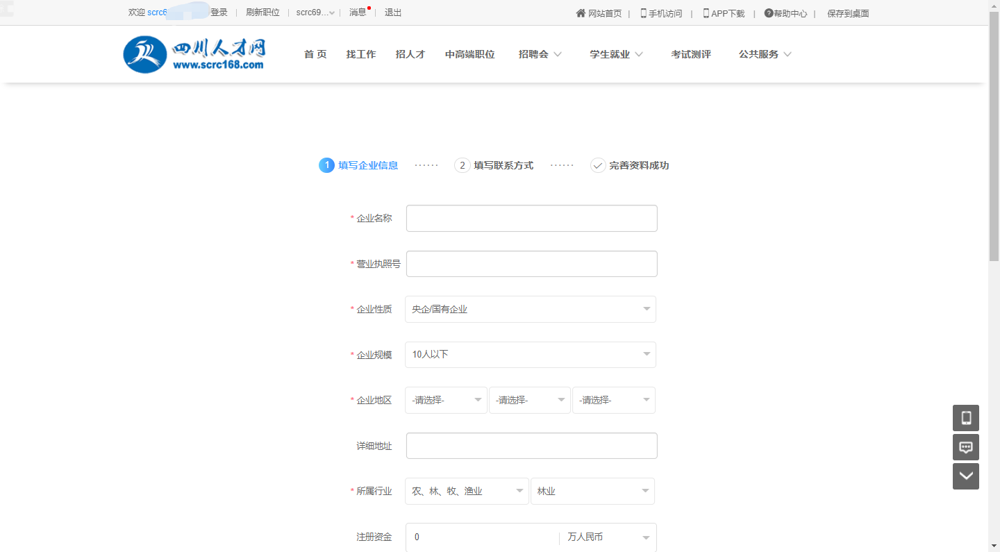 欢迎 scrc6 登录 刷新职位 scrc69... 消息 退出 网站首页 | 手机访问 | APP下载 | 帮助中心 | 保存到桌面
四川人才网
www.scrc168.com
首 页 找工作 招人才 中高端职位 招聘会 学生就业 考试测评 公共服务
1 填写企业信息 ...... 2 填写联系方式 ...... 完善资料成功
* 企业名称
* 营业执照号
* 企业性质 央企/国有企业
* 企业规模 10人以下
* 企业地区 -请选择- -请选择- -请选择-
详细地址
* 所属行业 农、林、牧、渔业 林业
注册资金 0 万人民币